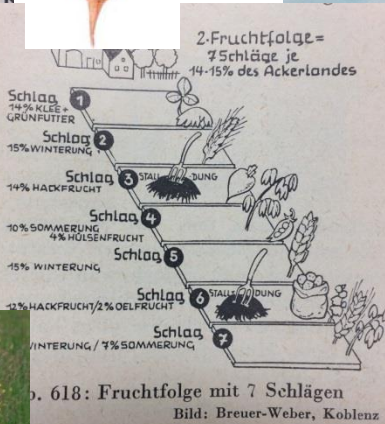 2. Fruchtfolge =
7 Schläge je
14-15% des Ackerlandes
Schlag 1
14% KLEE +
GRÜNFUTTER
Schlag 2
15% WINTERUNG
Schlag 3 STALL DUNG
14% HACKFRUCHT
Schlag 4
10% SOMMERUNG
4% HÜLSENFRUCHT
Schlag 5
15% WINTERUNG
Schlag 6 STALL DUNG
12% HACKFRUCHT/2% OELFRUCHT
Schlag 7
WINTERUNG / 7% SOMMERUNG
618: Fruchtfolge mit 7 Schlägen
Bild: Breuer-Weber, Koblenz